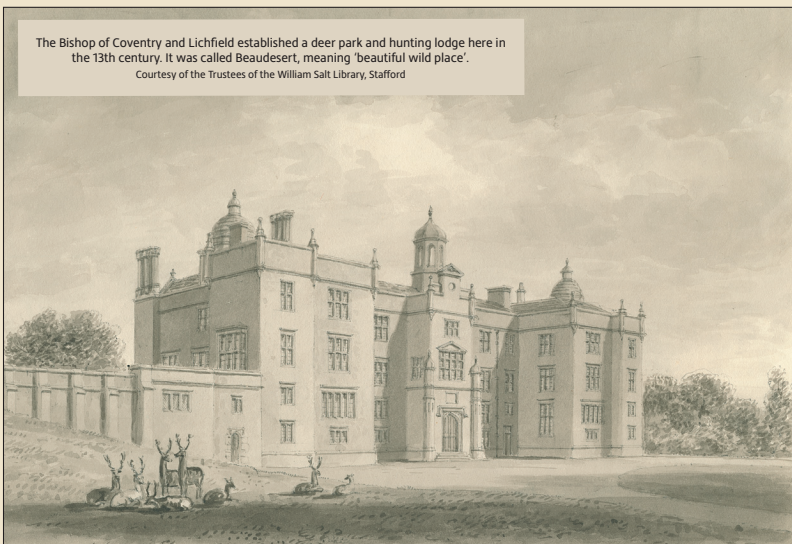 The Bishop of Coventry and Lichfield established a deer park and hunting lodge here in
the 13th century. It was called Beaudesert, meaning ‘beautiful wild place’.
Courtesy of the Trustees of the William Salt Library, Stafford